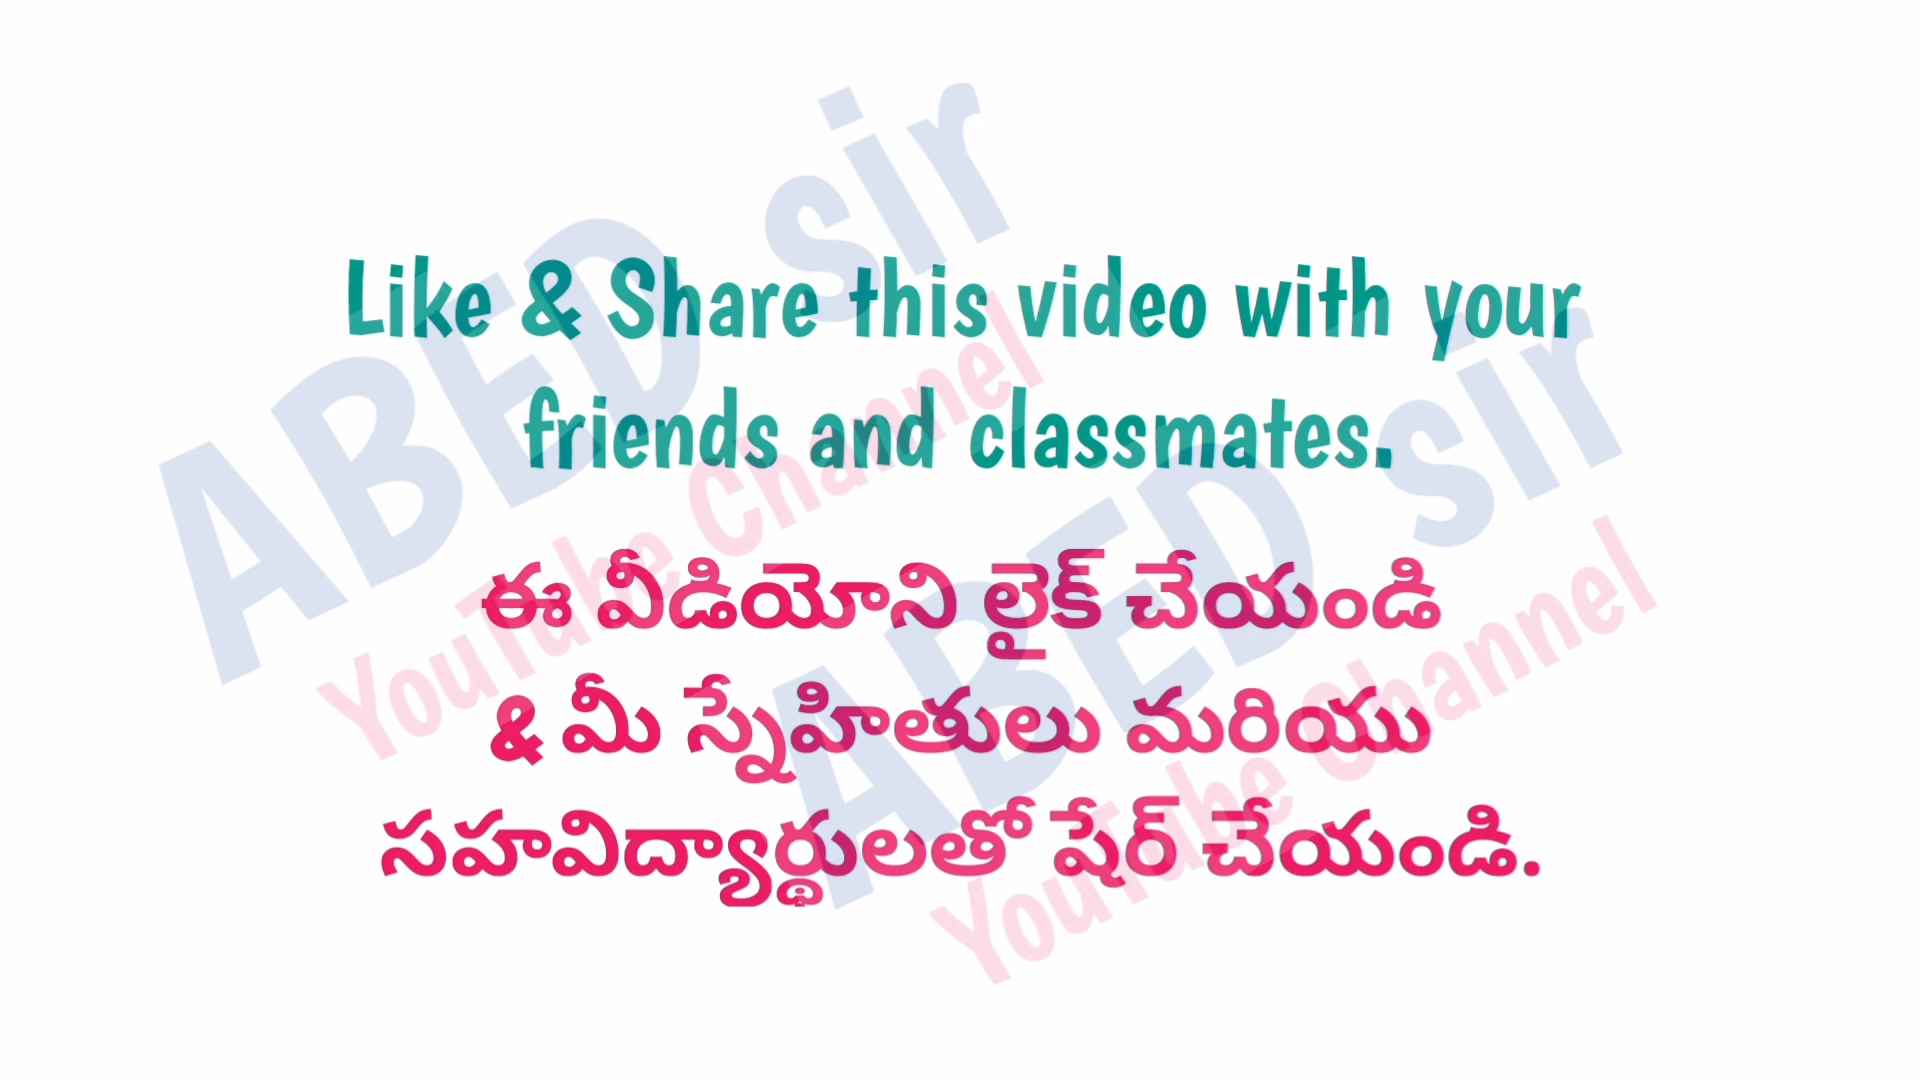 Like & Share this video with your
friends and classmates.
ఈ వీడియోని లైక్ చేయండి
& మీ స్నేహితులు మరియు
సహవిద్యార్థులతో షేర్ చేయండి.
ABED sir
YouTube Channel
ABED sir
YouTube Channel